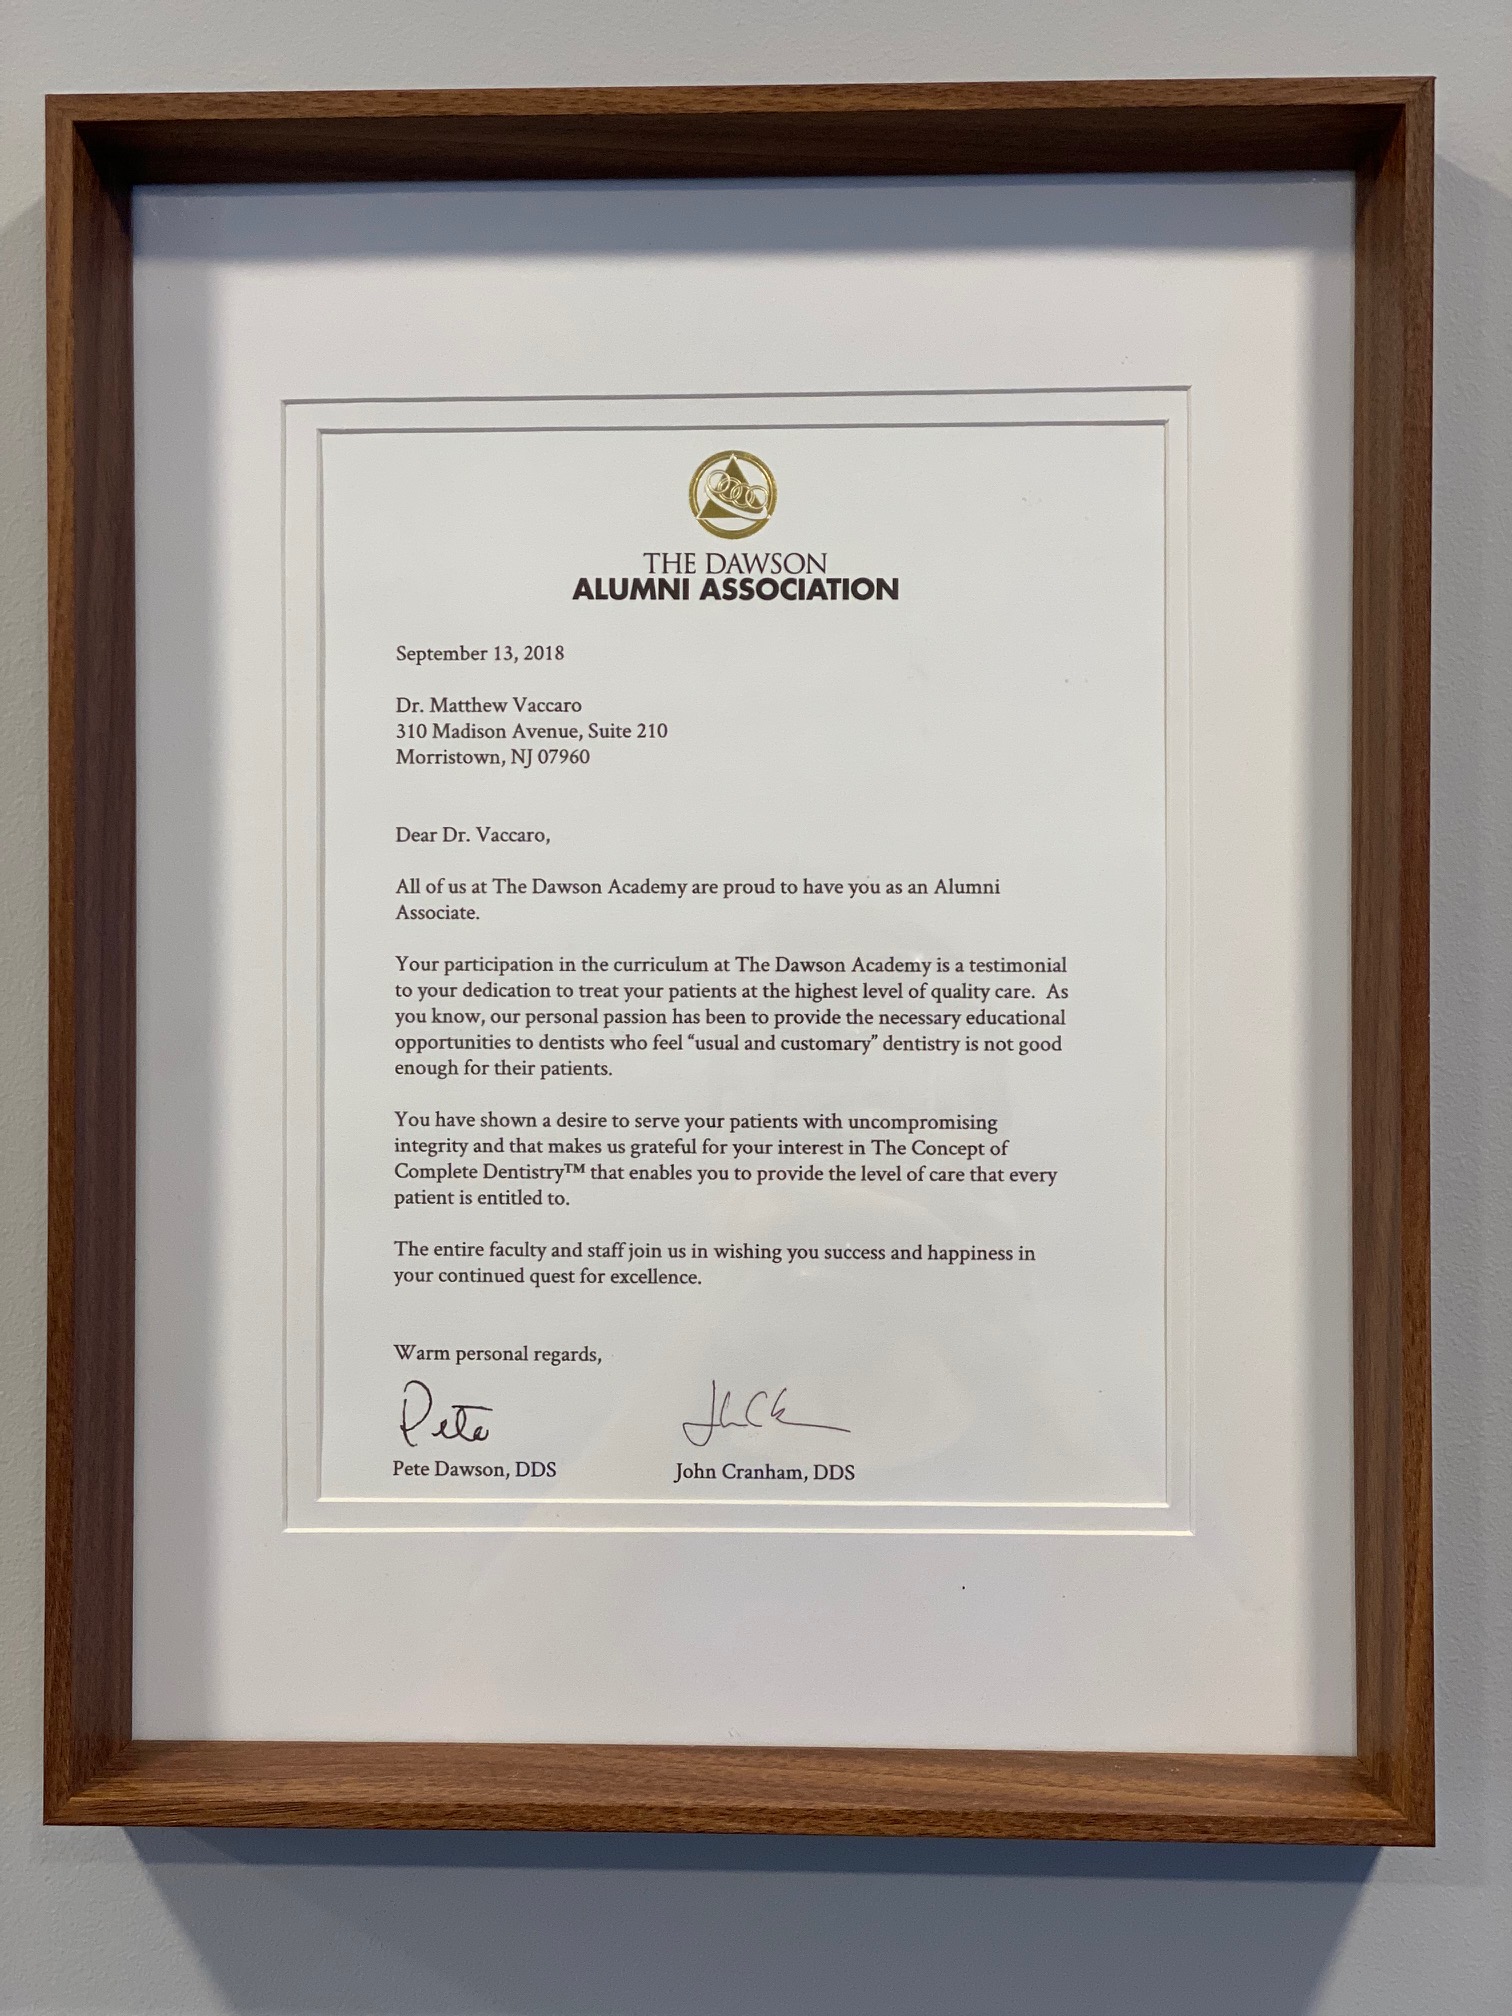 THE DAWSON
ALUMNI ASSOCIATION
September 13, 2018
Dr. Matthew Vaccaro
310 Madison Avenue, Suite 210
Morristown, NJ 07960
Dear Dr. Vaccaro,
All of us at The Dawson Academy are proud to have you as an Alumni
Associate.
Your participation in the curriculum at The Dawson Academy is a testimonial
to your dedication to treat your patients at the highest level of quality care. As
you know, our personal passion has been to provide the necessary educational
opportunities to dentists who feel “usual and customary” dentistry is not good
enough for their patients.
You have shown a desire to serve your patients with uncompromising
integrity and that makes us grateful for your interest in The Concept of
Complete Dentistry™ that enables you to provide the level of care that every
patient is entitled to.
The entire faculty and staff join us in wishing you success and happiness in
your continued quest for excellence.
Warm personal regards,
Pete
Pete Dawson, DDS
John Cranham, DDS